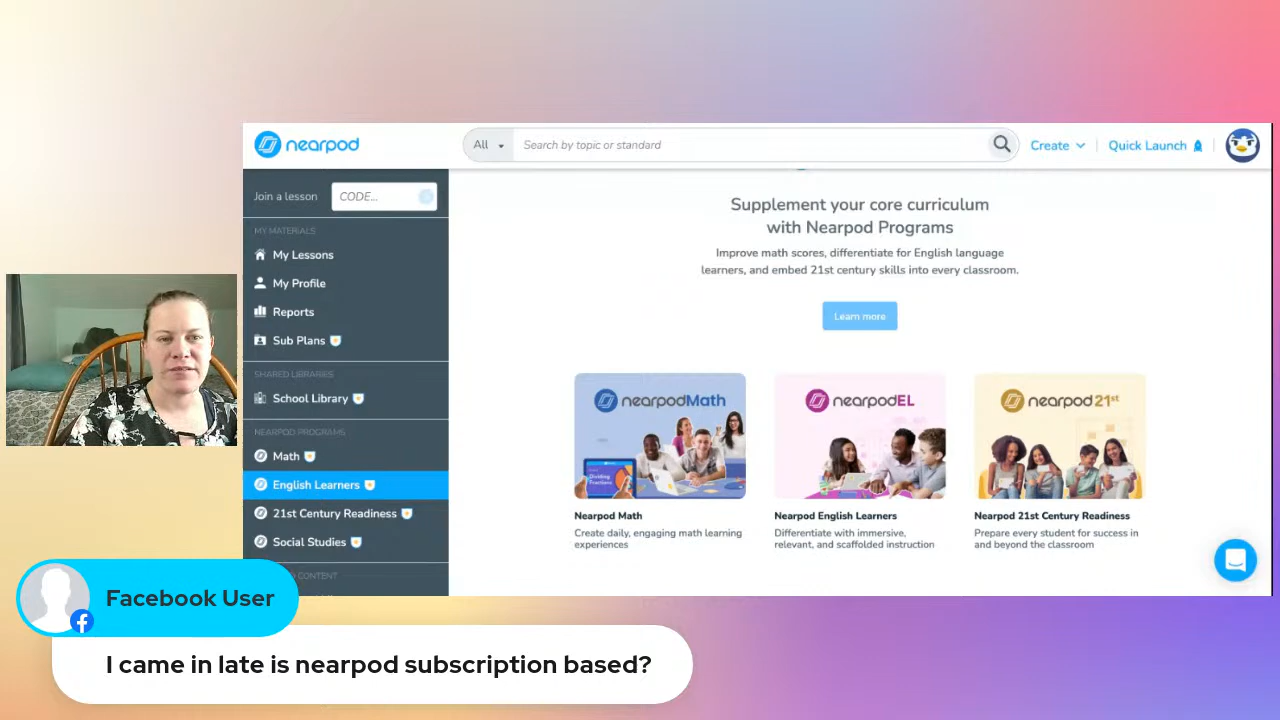 nearpod
All
Search by topic or standard
Create
Quick Launch
Join a lesson
CODE...
MY MATERIALS
My Lessons
My Profile
Reports
Sub Plans
SHARED LIBRARIES
School Library
NEARPOD PROGRAMS
Math
English Learners
21st Century Readiness
Social Studies
CONTENT
Supplement your core curriculum
with Nearpod Programs
Improve math scores, differentiate for English language
learners, and embed 21st century skills into every classroom.
Learn more
nearpodMath
Dividing
Fractions
Nearpod Math
Create daily, engaging math learning
experiences
nearpodEL
Nearpod English Learners
Differentiate with immersive,
relevant, and scaffolded instruction
nearpod 21st
Nearpod 21st Century Readiness
Prepare every student for success in
and beyond the classroom
Facebook User
I came in late is nearpod subscription based?